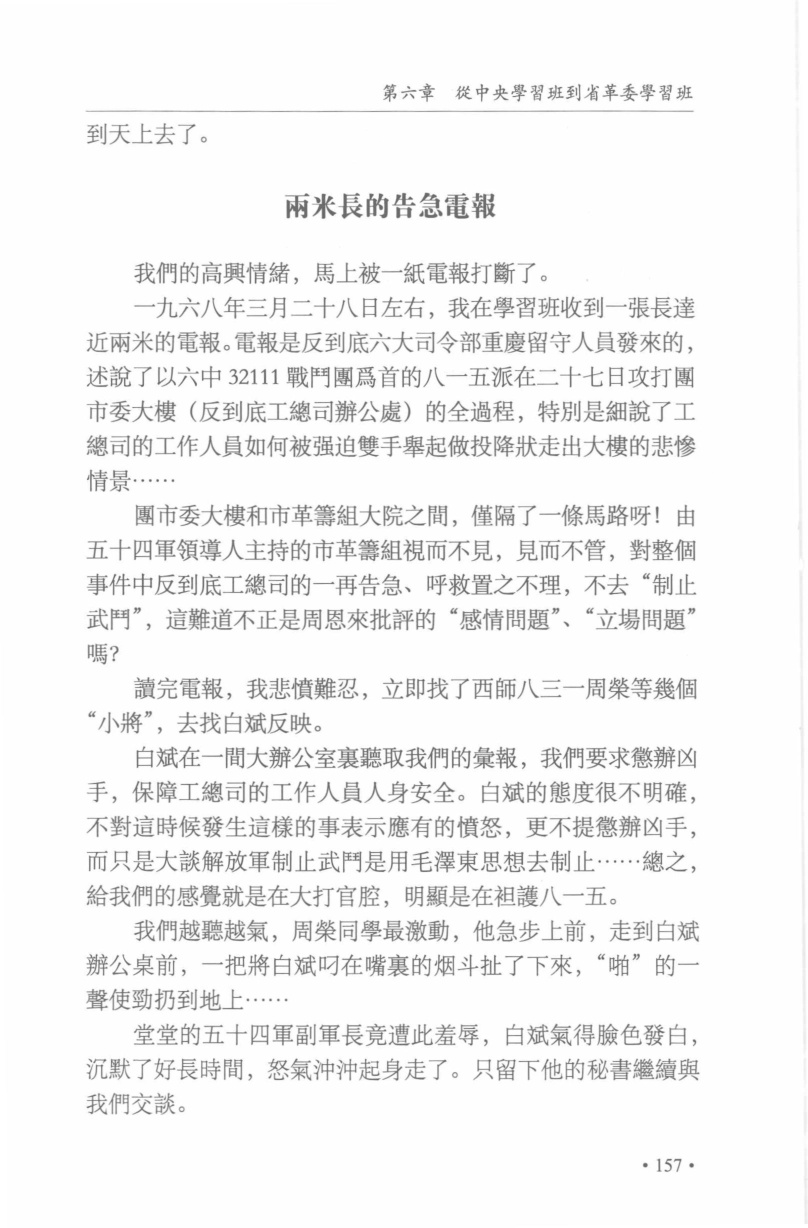 第六章　從中央學習班到省革委學習班
到天上去了。
兩米長的告急電報
我們的高興情緒，馬上被一紙電報打斷了。
一九六八年三月二十八日左右，我在學習班收到一張長達
近兩米的電報。電報是反到底六大司令部重慶留守人員發來的，
述說了以六中 32111 戰鬥團爲首的八一五派在二十七日攻打團
市委大樓（反到底工總司辦公處）的全過程，特別是細說了工
總司的工作人員如何被强迫雙手舉起做投降狀走出大樓的悲慘
情景……
團市委大樓和市革籌組大院之間，僅隔了一條馬路呀！由
五十四軍領導人主持的市革籌組視而不見，見而不管，對整個
事件中反到底工總司的一再告急、呼救置之不理，不去“制止
武鬥”，這難道不正是周恩來批評的“感情問題”、“立場問題”
嗎？
讀完電報，我悲憤難忍，立即找了西師八三一周榮等幾個
“小將”，去找白斌反映。
白斌在一間大辦公室裏聽取我們的彙報，我們要求懲辦凶
手，保障工總司的工作人員人身安全。白斌的態度很不明確，
不對這時候發生這樣的事表示應有的憤怒，更不提懲辦凶手，
而只是大談解放軍制止武鬥是用毛澤東思想去制止……總之，
給我們的感覺就是在大打官腔，明顯是在袒護八一五。
我們越聽越氣，周榮同學最激動，他急步上前，走到白斌
辦公桌前，一把將白斌叼在嘴裏的烟斗扯了下來，“啪”的一
聲使勁扔到地上……
堂堂的五十四軍副軍長竟遭此羞辱，白斌氣得臉色發白，
沉默了好長時間，怒氣沖沖起身走了。只留下他的秘書繼續與
我們交談。
·157·